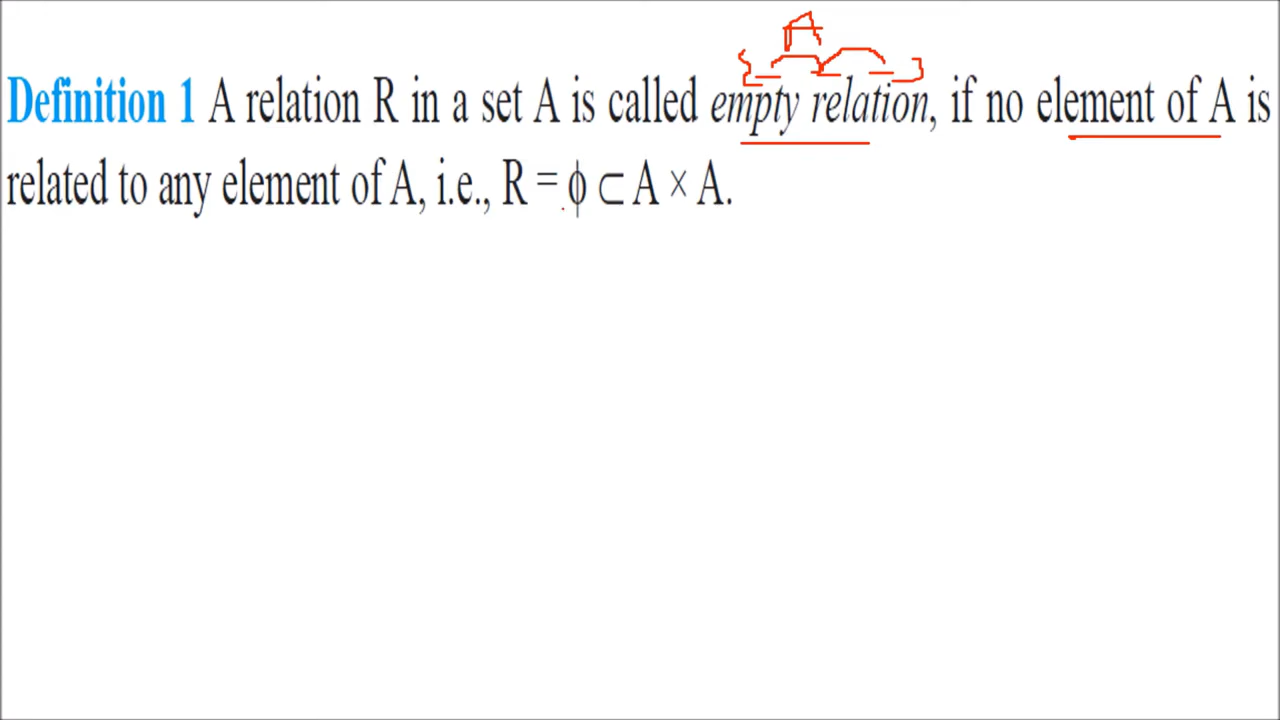 A
Definition 1 A relation R in a set A is called empty relation, if no element of A is
related to any element of A, i.e., R = ϕ ⊂ A × A.